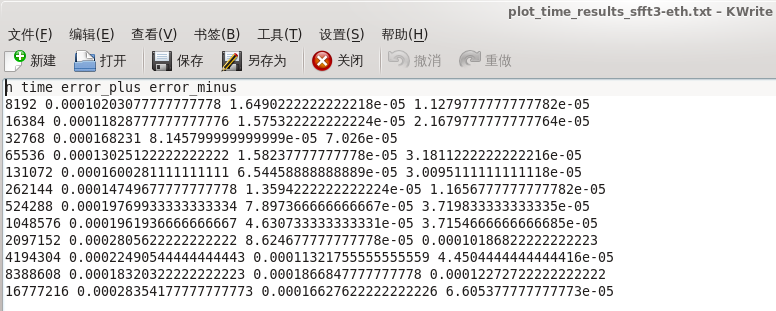 plot_time_results_sfft3-eth.txt – KWrite
文件(F) 编辑(E) 查看(V) 书签(B) 工具(T) 设置(S) 帮助(H)
新建 打开 保存 另存为 关闭 撤消 重做
n time error_plus error_minus
8192 0.00010203077777777778 1.6490222222222218e-05 1.1279777777777782e-05
16384 0.00011828777777777776 1.575322222222224e-05 2.1679777777777764e-05
32768 0.000168231 8.145799999999999e-05 7.026e-05
65536 0.00013025122222222222 1.58237777777778e-05 3.1811222222222216e-05
131072 0.00016002811111111111 6.54458888888889e-05 3.0095111111111118e-05
262144 0.00014749677777777778 1.3594222222222224e-05 1.1656777777777782e-05
524288 0.00019769933333333334 7.897366666666667e-05 3.719833333333335e-05
1048576 0.00019619366666666667 4.630733333333331e-05 3.7154666666666685e-05
2097152 0.0002805622222222222 8.624677777777778e-05 0.00010186822222222223
4194304 0.00022490544444444443 0.00011321755555555559 4.4504444444444416e-05
8388608 0.00018320322222222223 0.0001866847777777778 0.00012272722222222222
16777216 0.00028354177777777773 0.00016627622222222226 6.605377777777773e-05